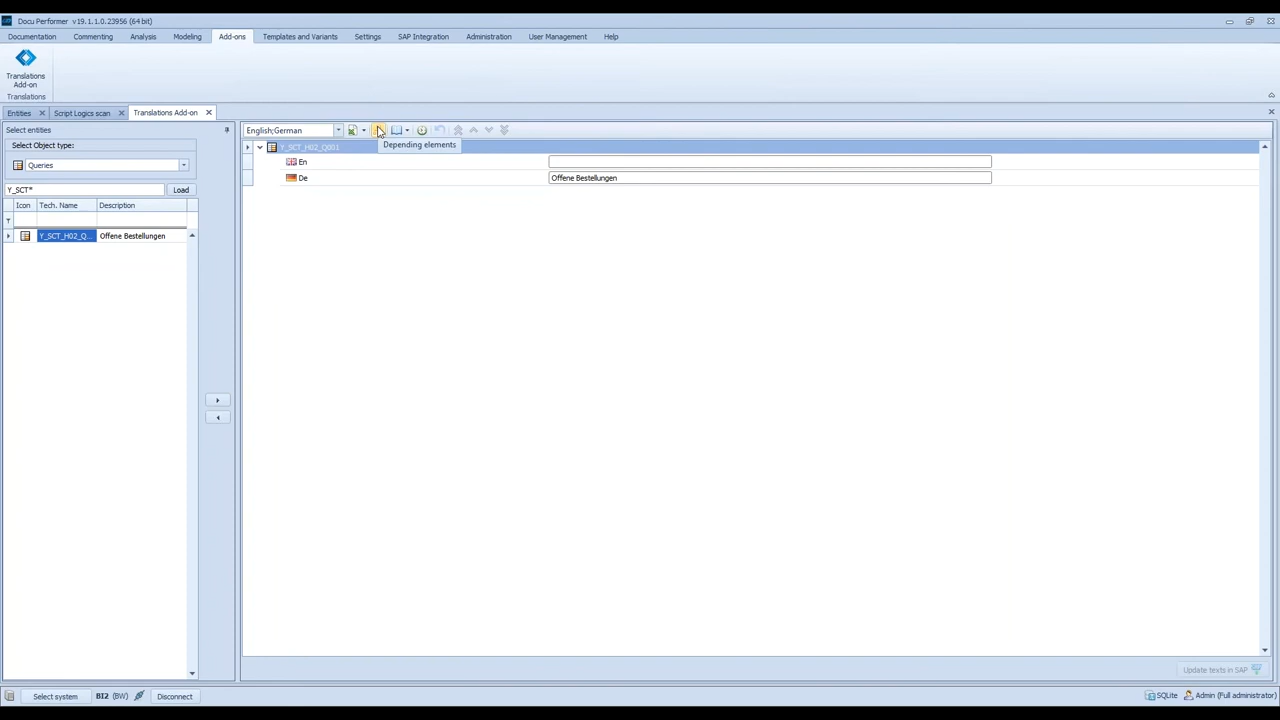 Docu Performer v19.1.1.0.23956 (64 bit)
Documentation Commenting Analysis Modeling Add-ons Templates and Variants Settings SAP Integration Administration User Management Help
Translations
Add-on
Translations
Entities Script Logics scan Translations Add-on
Select entities
English;German
Depending elements
Select Object type:
Y_SCT_H02_Q001
Queries
En
De Offene Bestellungen
Y_SCT* Load
Icon Tech. Name Description
Y_SCT_H02_Q... Offene Bestellungen
Update texts in SAP
Select system BI2 (BW) Disconnect SQLite Admin (Full administrator)